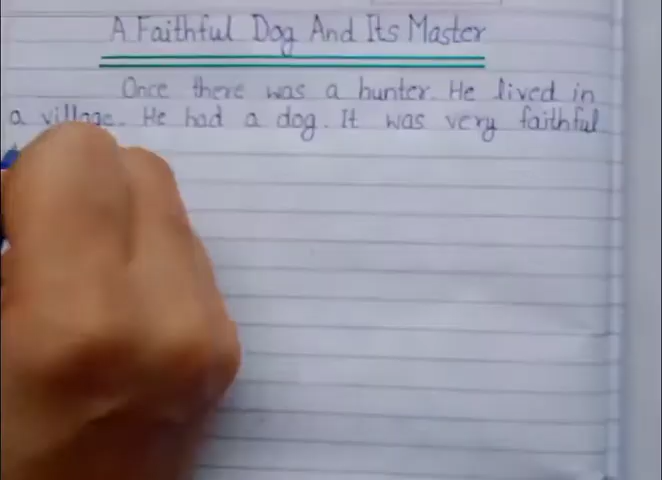 A Faithful Dog And Its Master
Once there was a hunter. He lived in
a village. He had a dog. It was very faithful